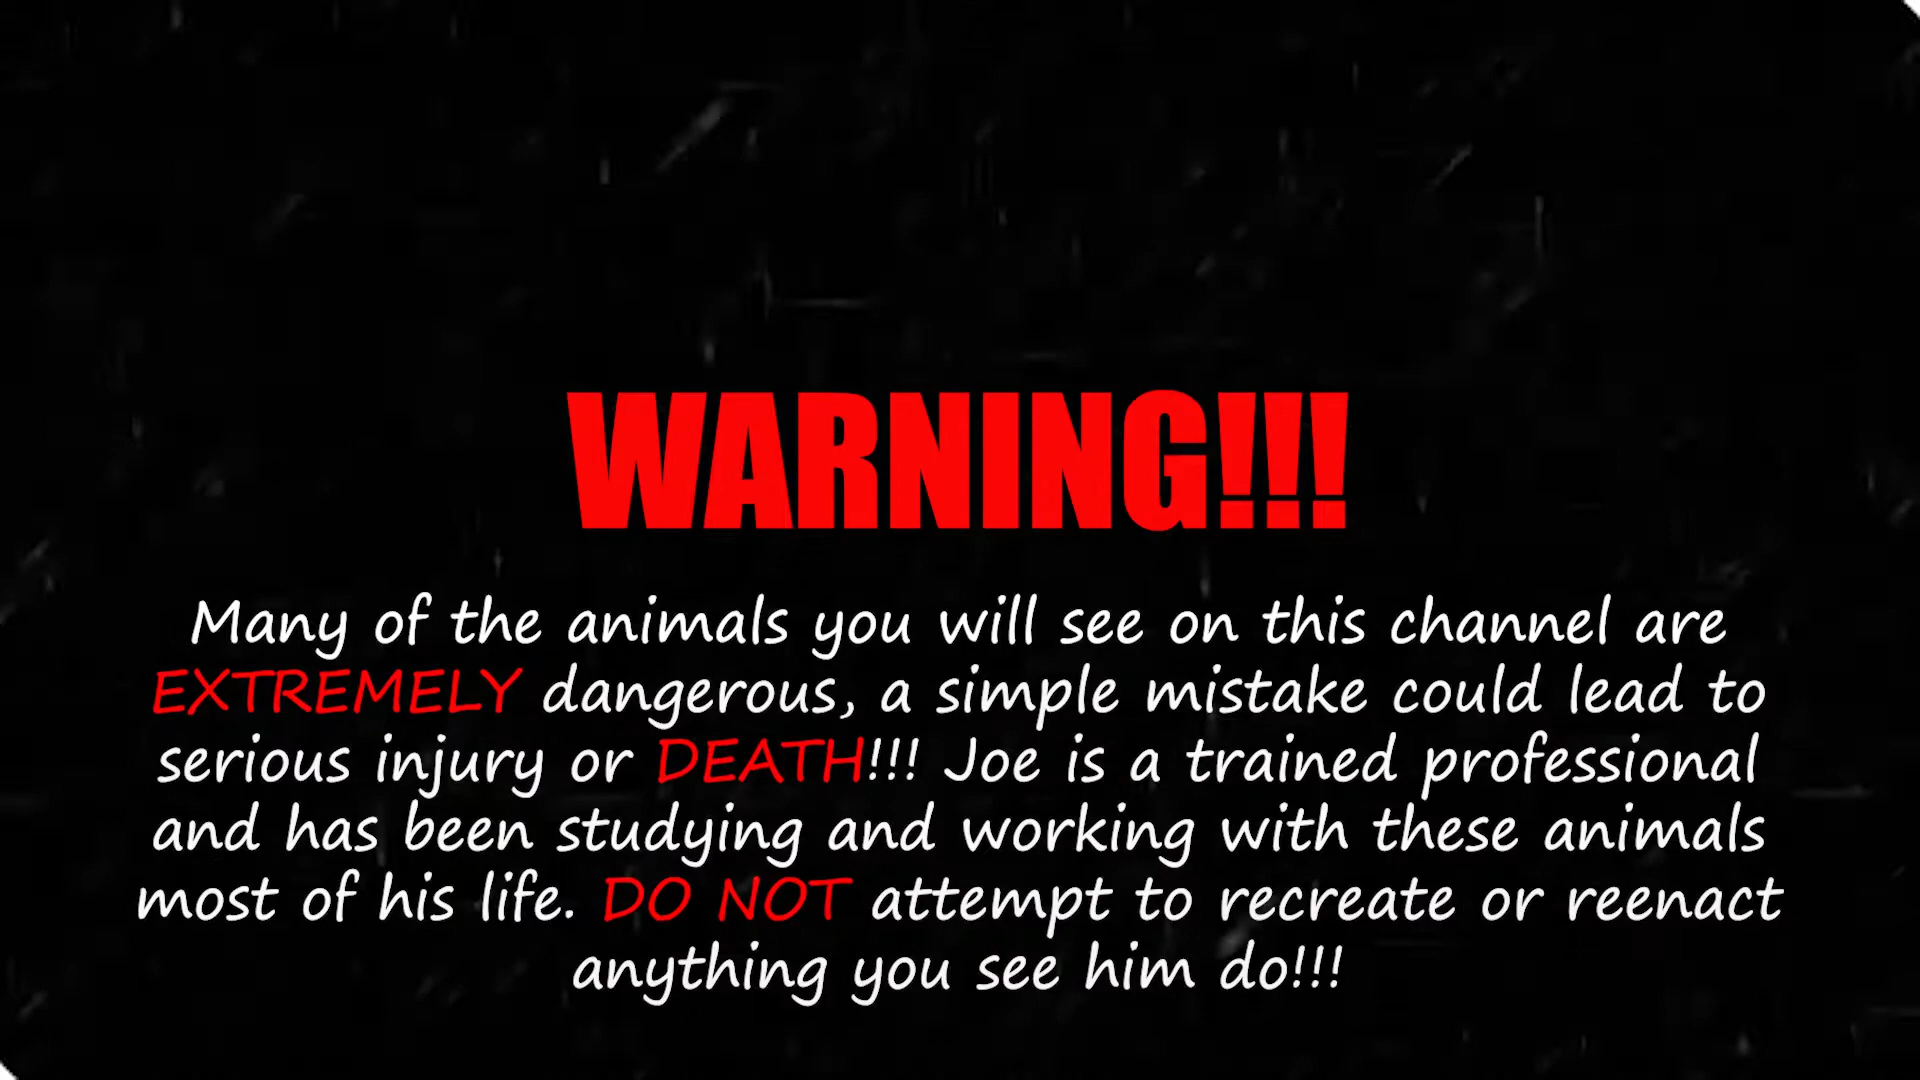 WARNING!!!
Many of the animals you will see on this channel are
EXTREMELY dangerous, a simple mistake could lead to
serious injury or DEATH!!! Joe is a trained professional
and has been studying and working with these animals
most of his life. DO NOT attempt to recreate or reenact
anything you see him do!!!